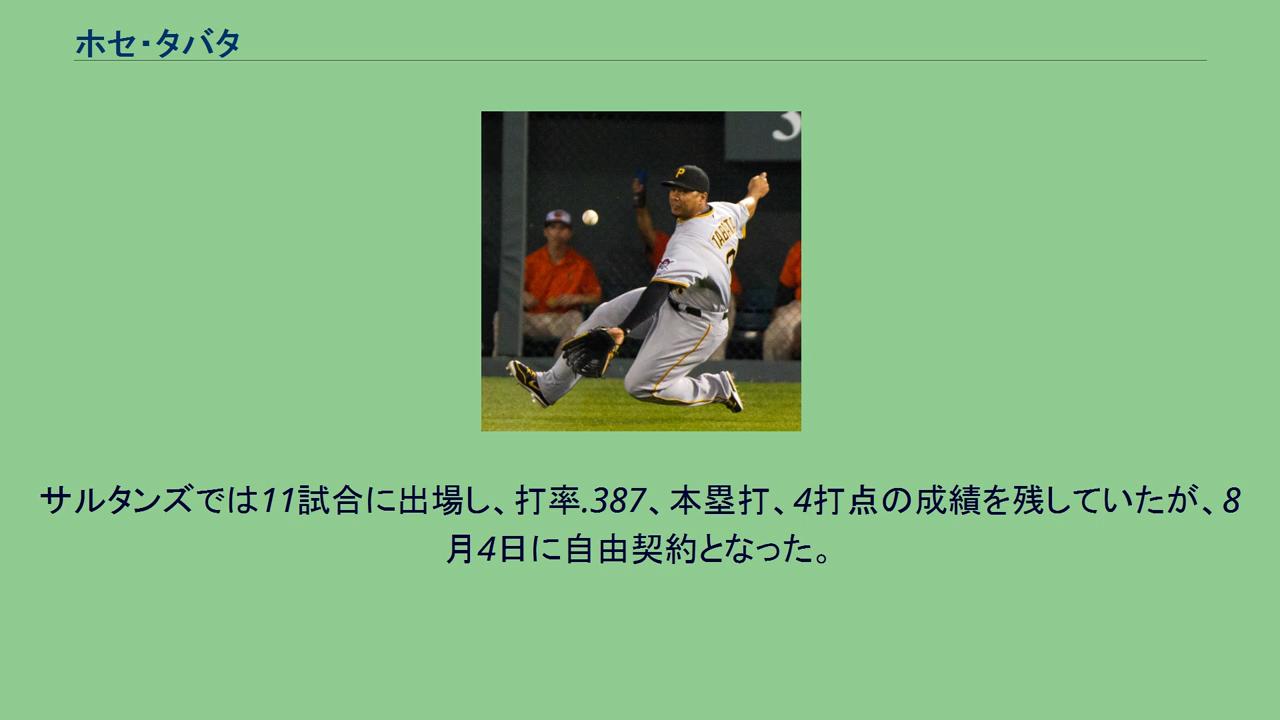 ホセ・タバタ
P
TABATA
サルタンズでは11試合に出場し、打率.387、本塁打、4打点の成績を残していたが、8
月4日に自由契約となった。